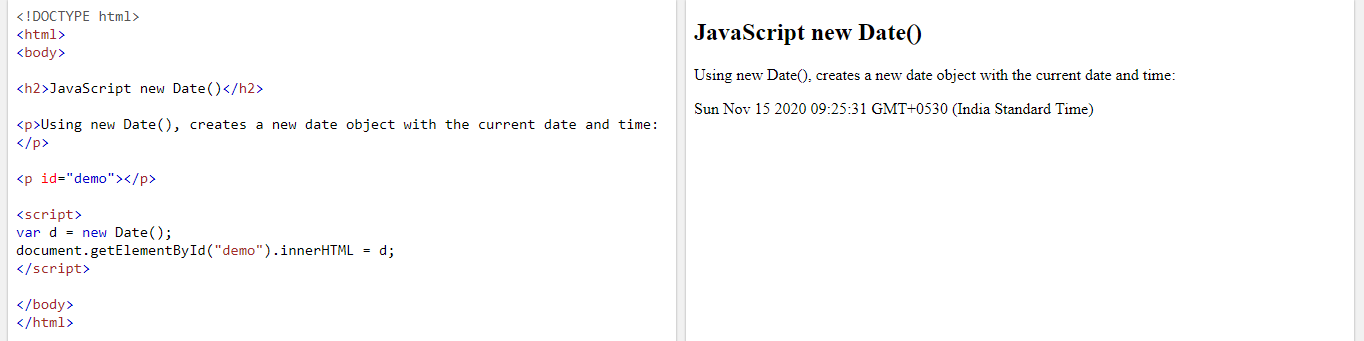 <!DOCTYPE html>
<html>
<body>
<h2>JavaScript new Date()</h2>
<p>Using new Date(), creates a new date object with the current date and time:
</p>
<p id="demo"></p>
<script>
var d = new Date();
document.getElementById("demo").innerHTML = d;
</script>
</body>
</html>
JavaScript new Date()
Using new Date(), creates a new date object with the current date and time:
Sun Nov 15 2020 09:25:31 GMT+0530 (India Standard Time)